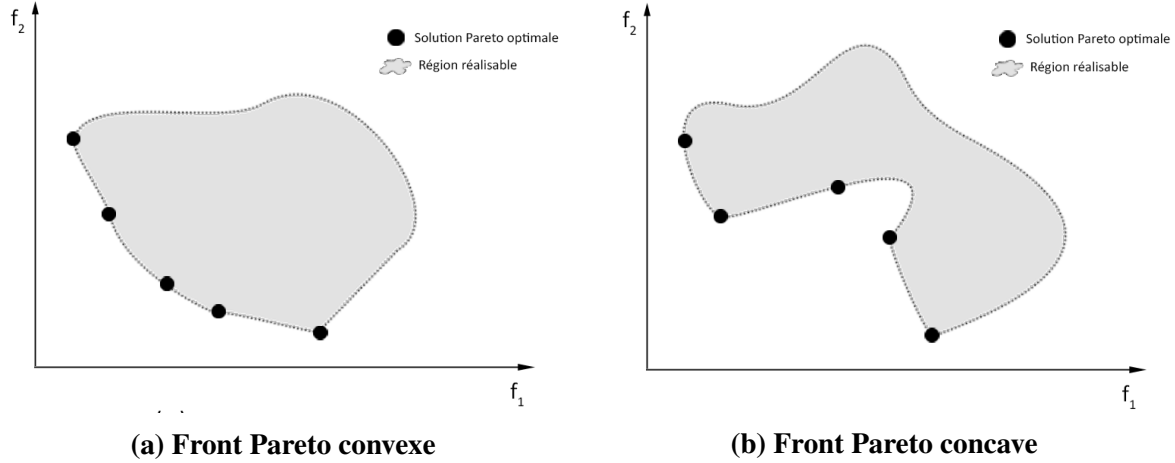 f2
Solution Pareto optimale
Région réalisable
f1
(a) Front Pareto convexe
f2
Solution Pareto optimale
Région réalisable
f1
(b) Front Pareto concave